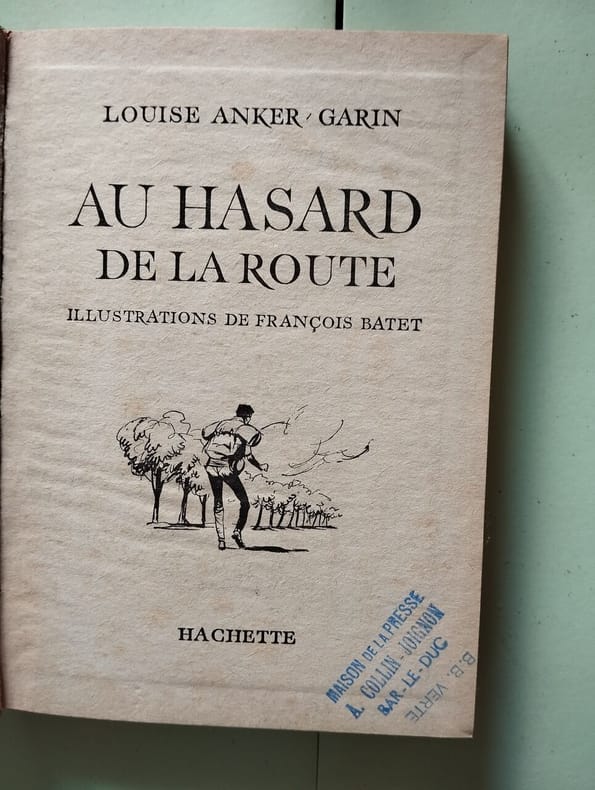 LOUISE ANKER-GARIN
AU HASARD
DE LA ROUTE
ILLUSTRATIONS DE FRANÇOIS BATET
HACHETTE
MAISON DE LA PRESSE
A. COLLIN-JOIGNON
BAR-LE-DUC
B.B. VERTE